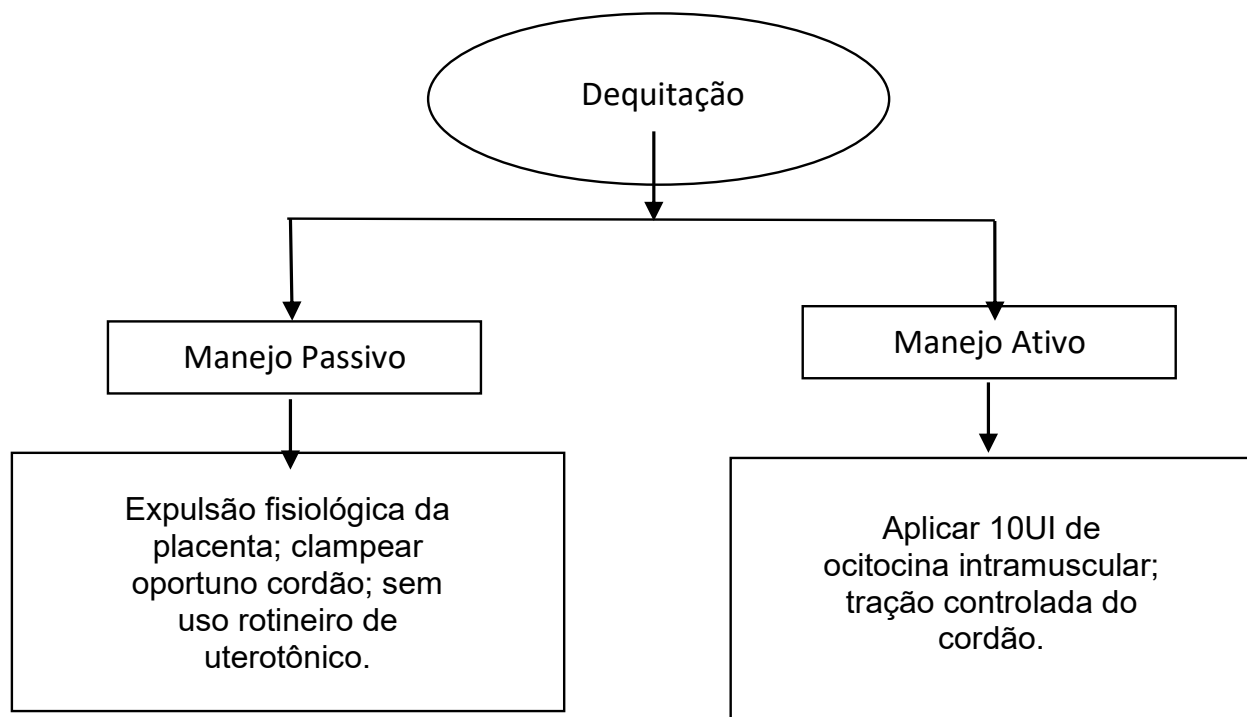 Dequitação
Manejo Passivo
Manejo Ativo
Expulsão fisiológica da
placenta; clampear
oportuno cordão; sem
uso rotineiro de
uterotônico.
Aplicar 10UI de
ocitocina intramuscular;
tração controlada do
cordão.